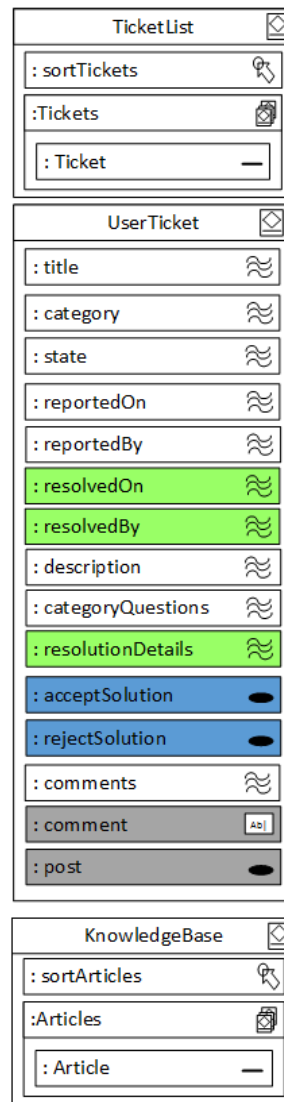 TicketList
: sortTickets
:Tickets
: Ticket
UserTicket
: title
: category
: state
: reportedOn
: reportedBy
: resolvedOn
: resolvedBy
: description
: categoryQuestions
: resolutionDetails
: acceptSolution
: rejectSolution
: comments
: comment Ab|
: post
KnowledgeBase
: sortArticles
:Articles
: Article